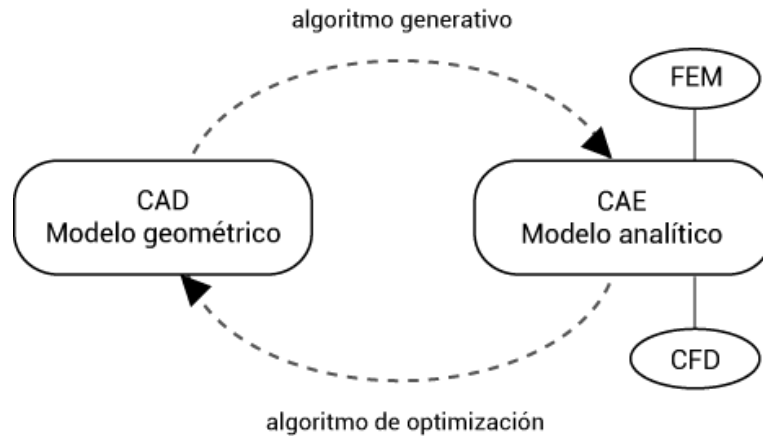 algoritmo generativo
FEM
CAD
Modelo geométrico
CAE
Modelo analítico
CFD
algoritmo de optimización